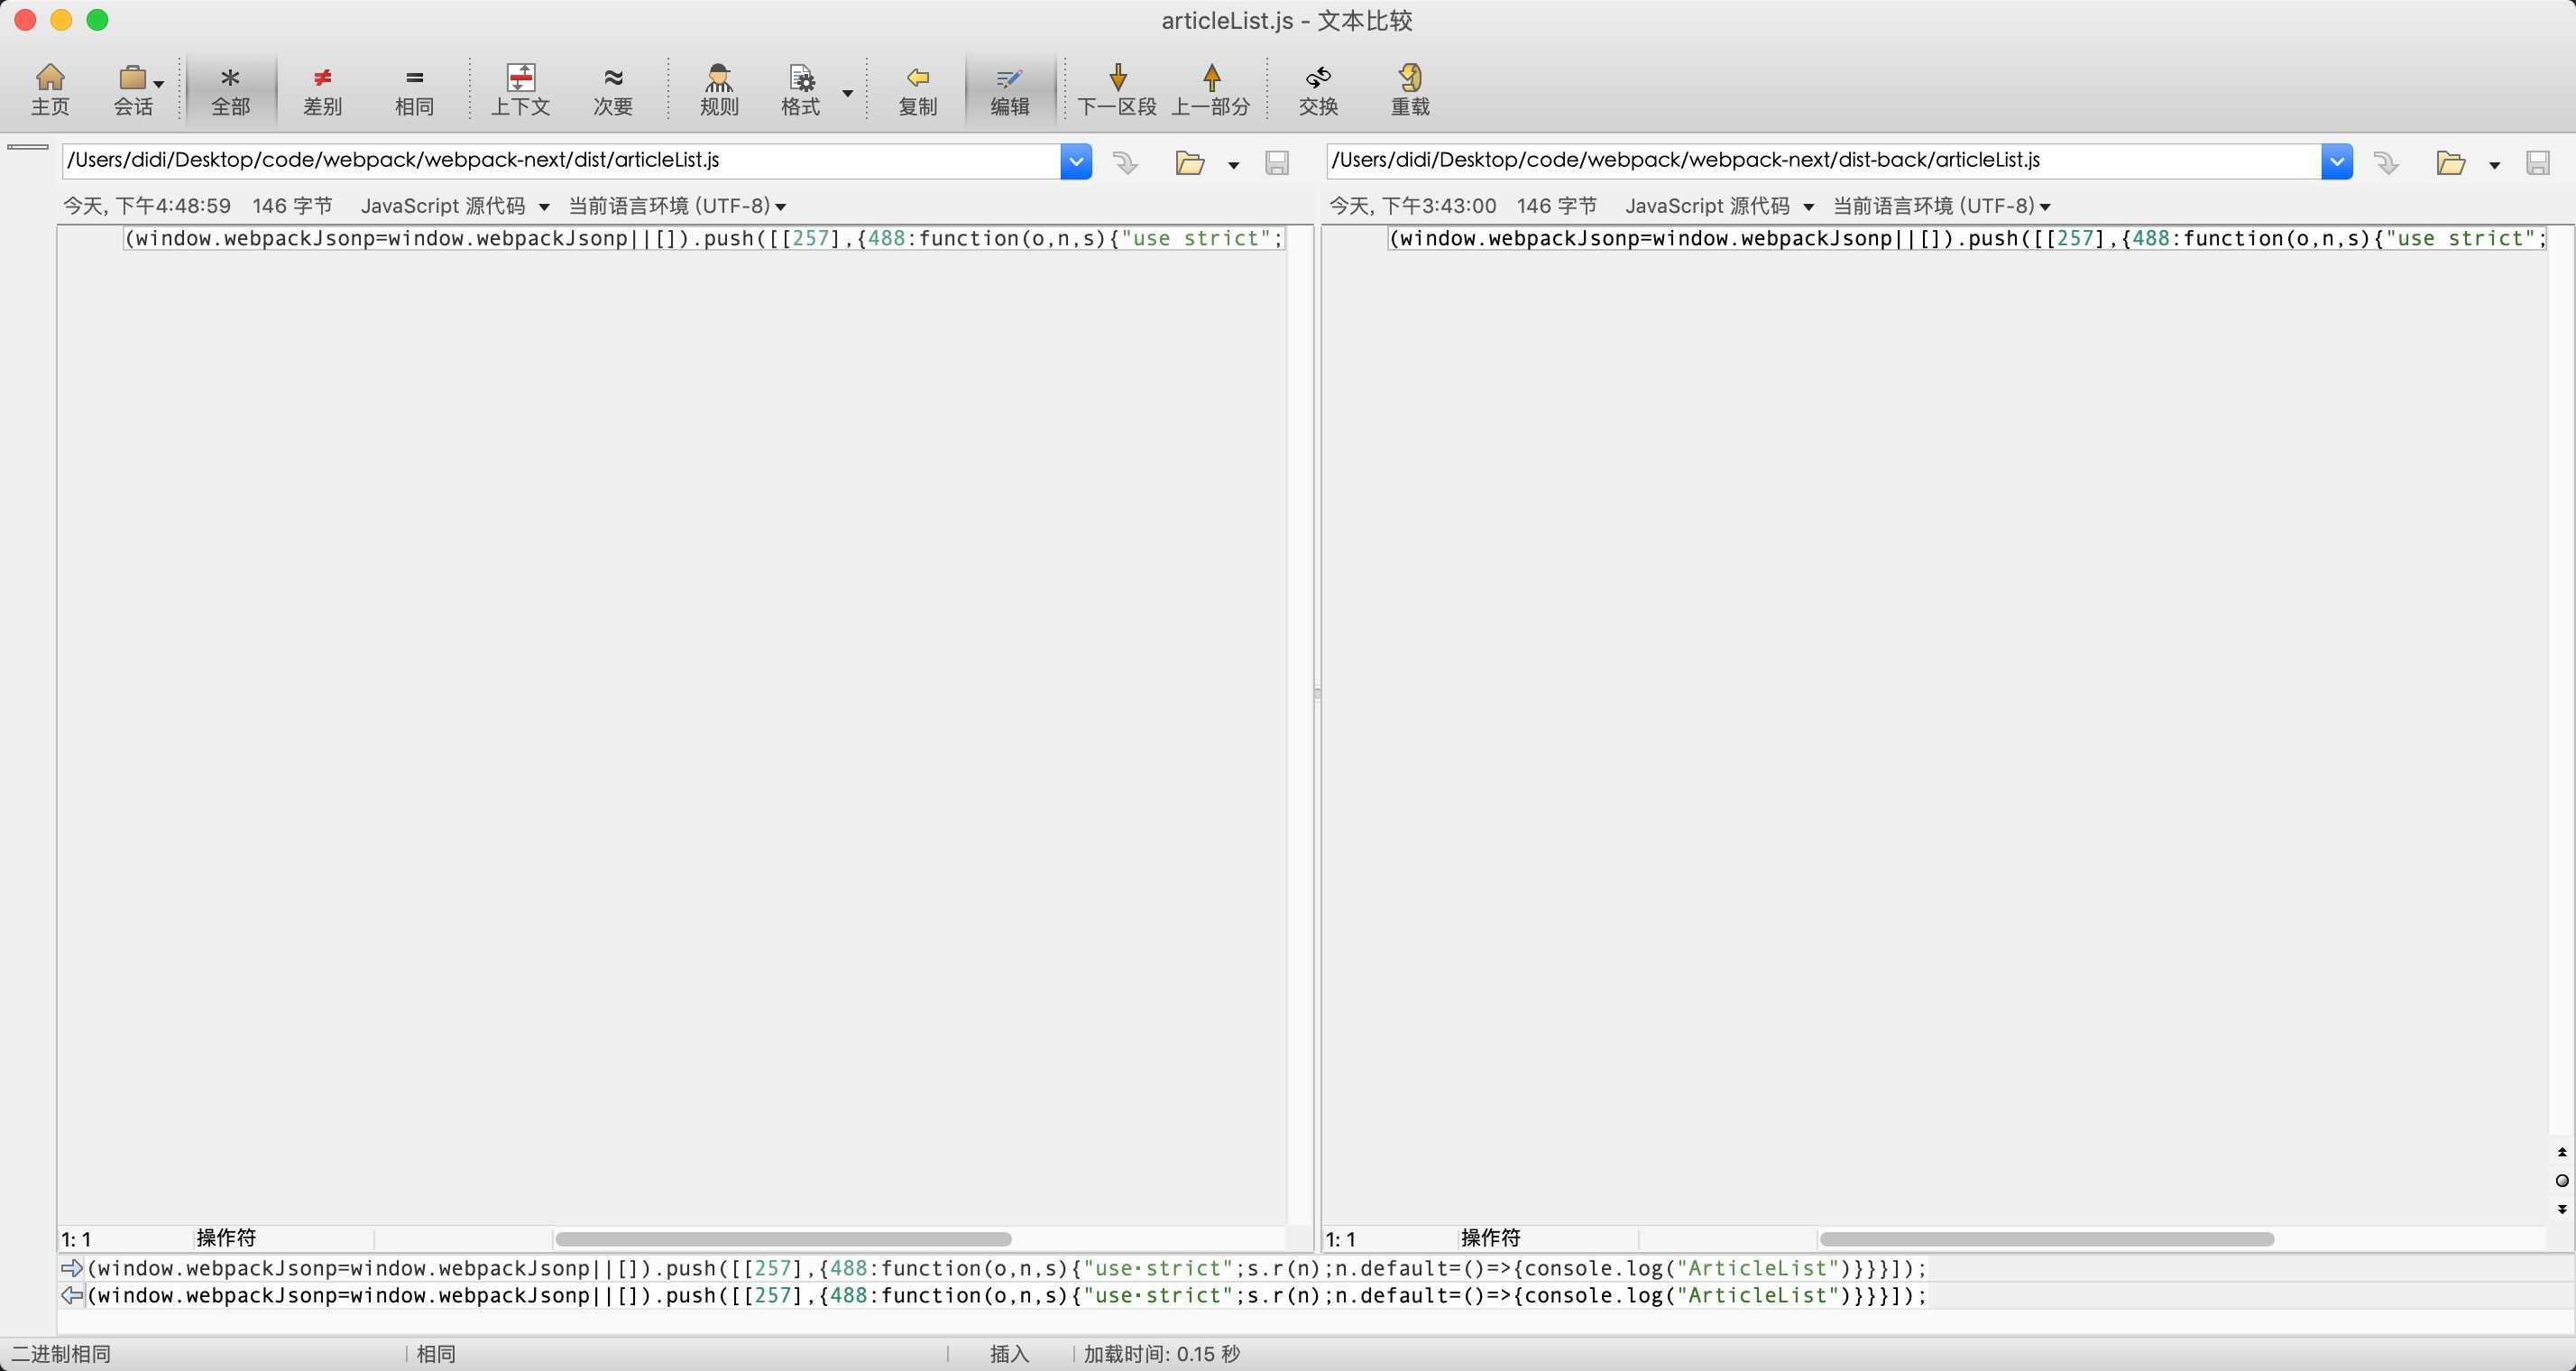 articleList.js - 文本比较
主页 会话 全部 差别 相同 上下文 次要 规则 格式 复制 编辑 下一区段 上一部分 交换 重载
/Users/didi/Desktop/code/webpack/webpack-next/dist/articleList.js /Users/didi/Desktop/code/webpack/webpack-next/dist-back/articleList.js
今天, 下午4:48:59 146 字节 JavaScript 源代码 当前语言环境 (UTF-8) 今天, 下午3:43:00 146 字节 JavaScript 源代码 当前语言环境 (UTF-8)
(window.webpackJsonp=window.webpackJsonp||[]).push([[257],{488:function(o,n,s){"use strict"; (window.webpackJsonp=window.webpackJsonp||[]).push([[257],{488:function(o,n,s){"use strict";
1: 1 操作符 1: 1 操作符
(window.webpackJsonp=window.webpackJsonp||[]).push([[257],{488:function(o,n,s){"use·strict";s.r(n);n.default=()=>{console.log("ArticleList")}}}]);
(window.webpackJsonp=window.webpackJsonp||[]).push([[257],{488:function(o,n,s){"use·strict";s.r(n);n.default=()=>{console.log("ArticleList")}}}]);
二进制相同 相同 插入 加载时间: 0.15 秒